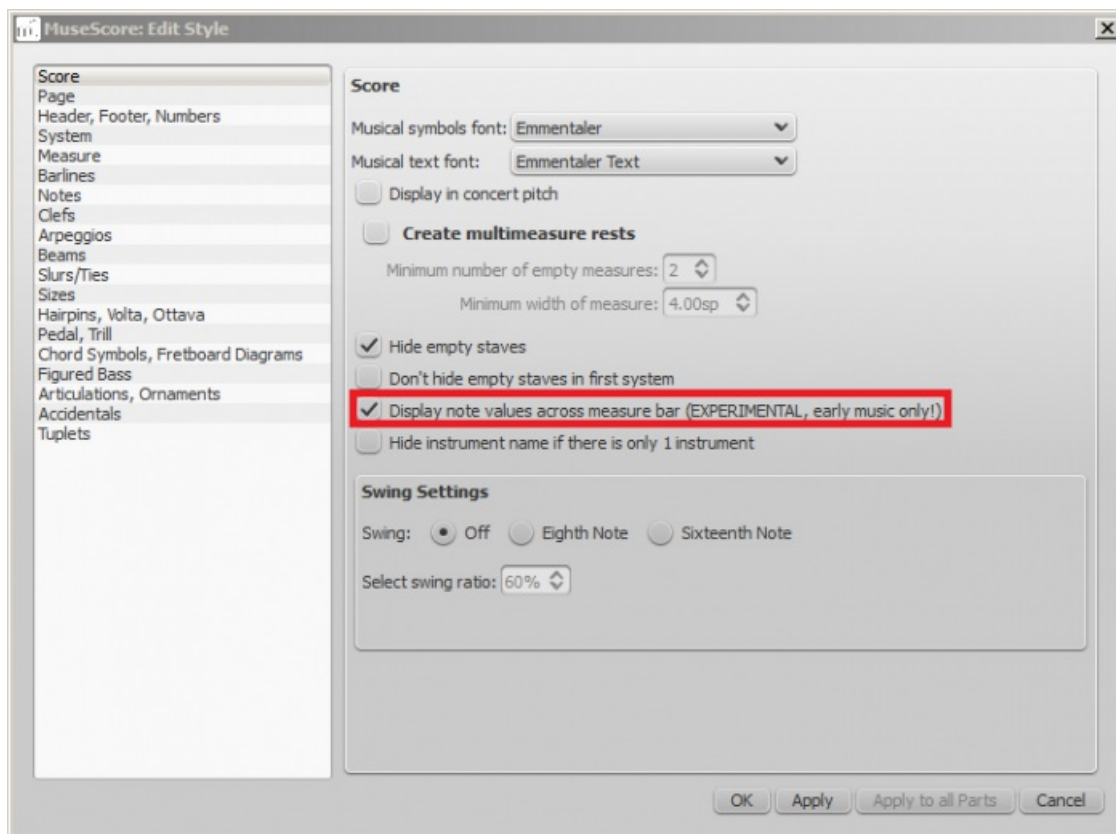 MuseScore: Edit Style
Score
Page
Header, Footer, Numbers
System
Measure
Barlines
Notes
Clefs
Arpeggios
Beams
Slurs/Ties
Sizes
Hairpins, Volta, Ottava
Pedal, Trill
Chord Symbols, Fretboard Diagrams
Figured Bass
Articulations, Ornaments
Accidentals
Tuplets
Score
Musical symbols font: Emmentaler
Musical text font: Emmentaler Text
Display in concert pitch
Create multimeasure rests
Minimum number of empty measures: 2
Minimum width of measure: 4.00sp
Hide empty staves
Don't hide empty staves in first system
Display note values across measure bar (EXPERIMENTAL, early music only!)
Hide instrument name if there is only 1 instrument
Swing Settings
Swing: Off Eighth Note Sixteenth Note
Select swing ratio: 60%
OK Apply Apply to all Parts Cancel